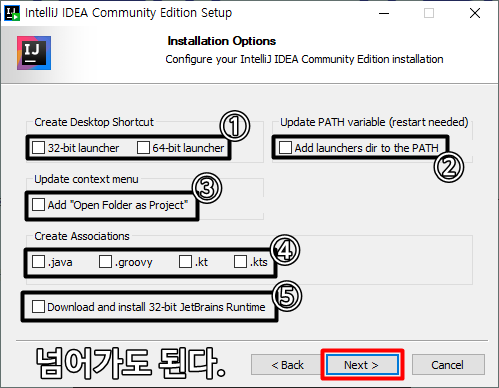 IntelliJ IDEA Community Edition Setup
IJ
Installation Options
Configure your IntelliJ IDEA Community Edition installation
Create Desktop Shortcut
①
32-bit launcher
64-bit launcher
Update PATH variable (restart needed)
Add launchers dir to the PATH
②
Update context menu
③
Add "Open Folder as Project"
Create Associations
④
.java
.groovy
.kt
.kts
⑤
Download and install 32-bit JetBrains Runtime
넘어가도 된다.
< Back
Next >
Cancel